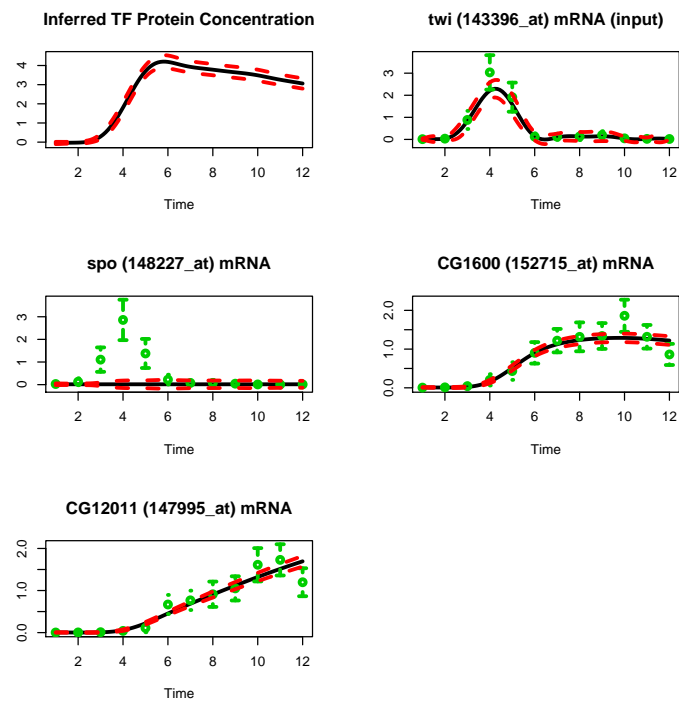 Inferred TF Protein Concentration
0 1 2 3 4
2 4 6 8 10 12
Time
twi (143396_at) mRNA (input)
0 1 2 3
2 4 6 8 10 12
Time
spo (148227_at) mRNA
0 1 2 3
2 4 6 8 10 12
Time
CG1600 (152715_at) mRNA
0.0 1.0 2.0
2 4 6 8 10 12
Time
CG12011 (147995_at) mRNA
0.0 1.0 2.0
2 4 6 8 10 12
Time